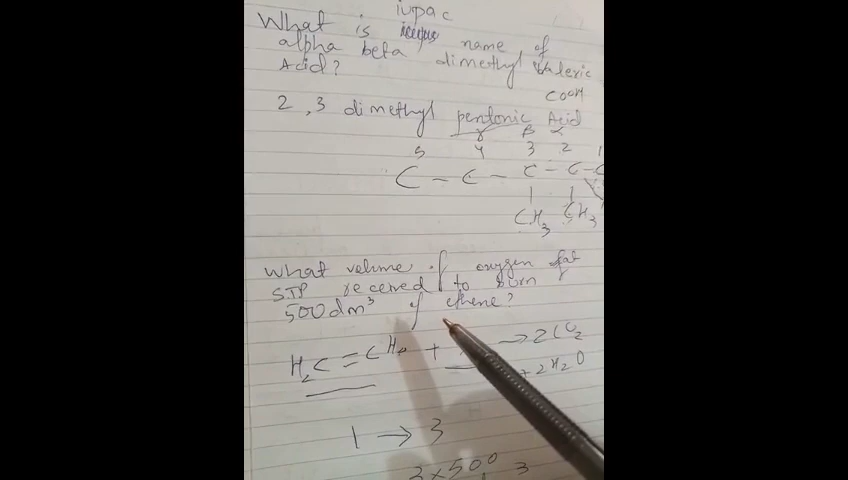 iupac
What is name of
alpha beta dimethyl valeric
Acid?
COOH
2, 3 dimethyl pentonic Acid
γ β α
5 4 3 2 1
C - C - C - C - C
CH3 CH3
What volume of oxygen at
STP received to burn
500dm³ of ethene?
H2C = CH2 + → 2CO2
+ 2H2O
1 → 3
3 × 500 3